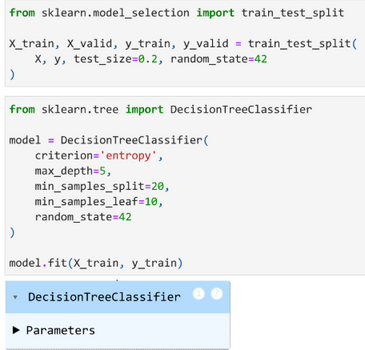 from sklearn.model_selection import train_test_split
X_train, X_valid, y_train, y_valid = train_test_split(
    X, y, test_size=0.2, random_state=42
)
from sklearn.tree import DecisionTreeClassifier
model = DecisionTreeClassifier(
    criterion='entropy',
    max_depth=5,
    min_samples_split=20,
    min_samples_leaf=10,
    random_state=42
)
model.fit(X_train, y_train)
▾ DecisionTreeClassifier i ?
▶ Parameters